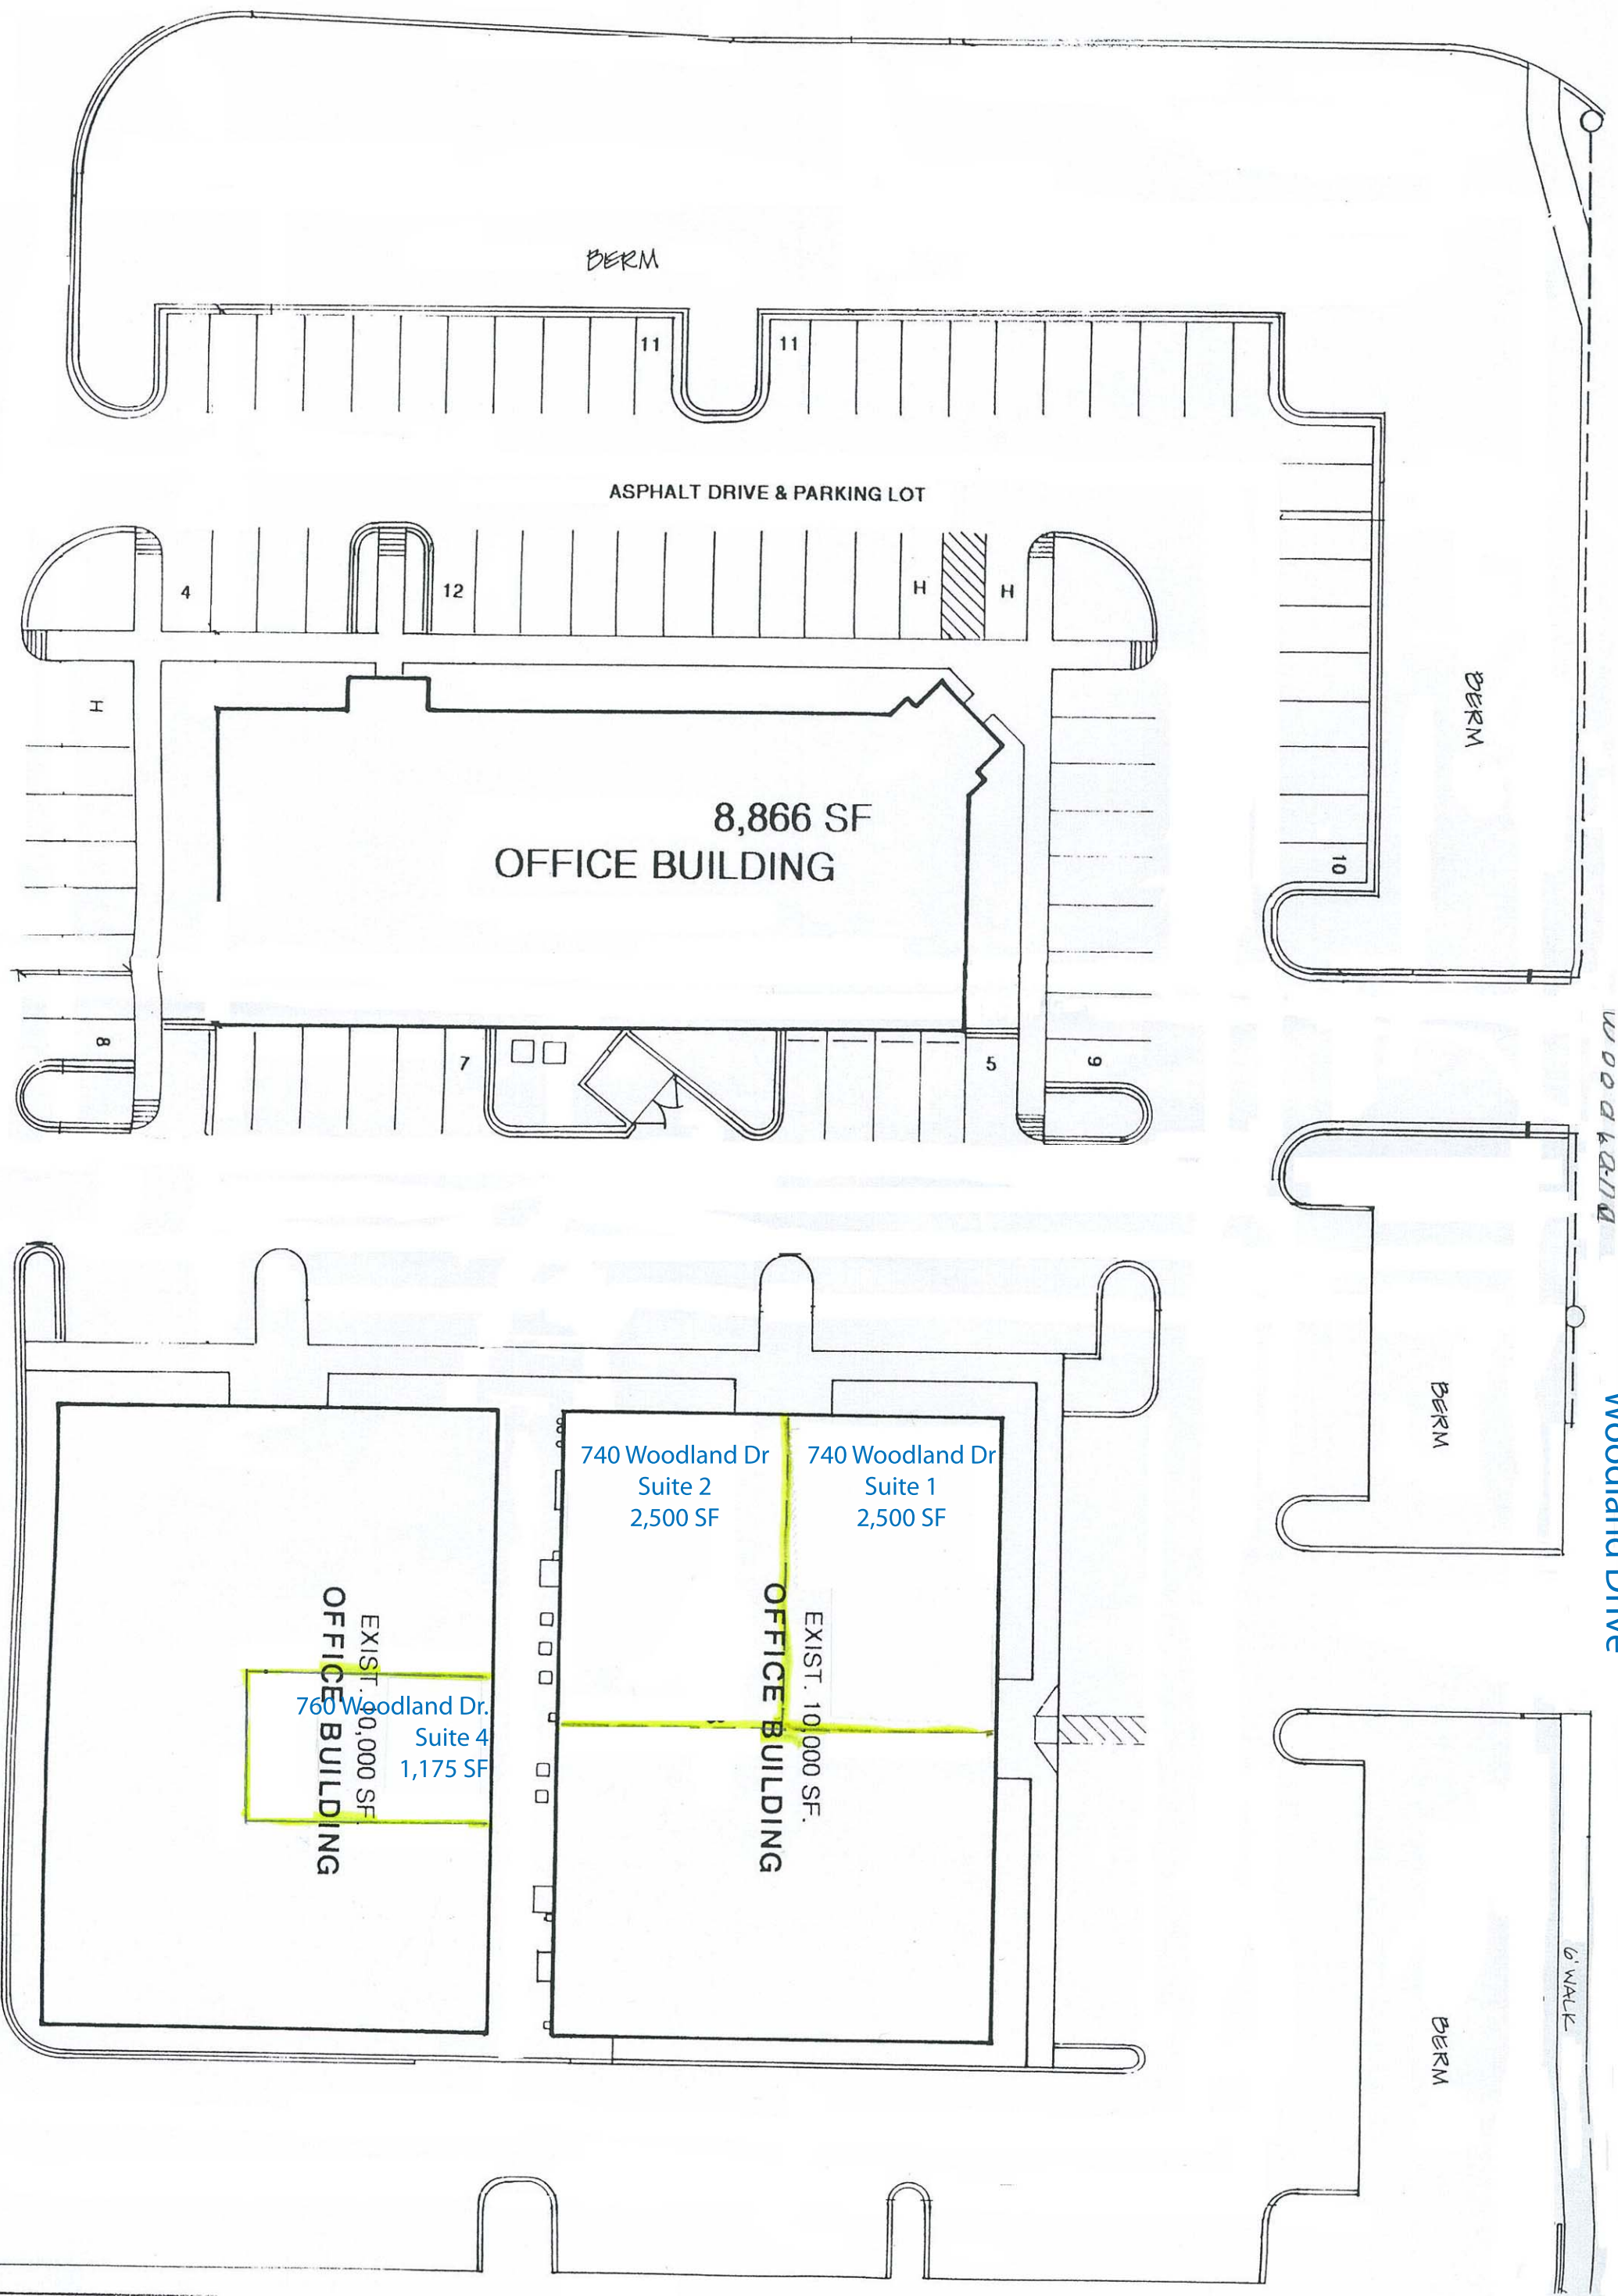 BERM
11
11
ASPHALT DRIVE & PARKING LOT
4
12
H
H
H
BERM
8,866 SF
OFFICE BUILDING
10
8
7
5
9
Woodland
BERM
Woodland Drive
740 Woodland Dr
Suite 2
2,500 SF
740 Woodland Dr
Suite 1
2,500 SF
EXIST. 10,000 SF.
OFFICE BUILDING
EXIST. 10,000 SF.
OFFICE BUILDING
760 Woodland Dr.
Suite 4
1,175 SF
6' WALK
BERM